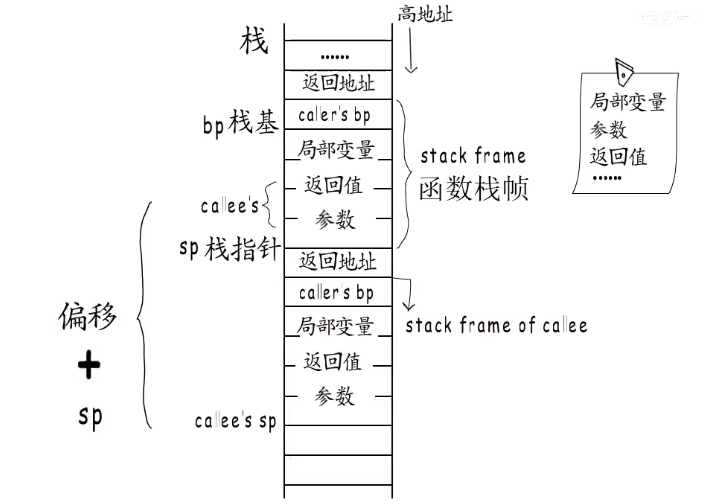 高地址
栈
......
返回地址
caller's bp
bp 栈基
局部变量
返回值
callee's
参数
sp 栈指针
stack frame
函数栈帧
局部变量
参数
返回值
......
返回地址
caller's bp
stack frame of callee
局部变量
返回值
参数
callee's sp
偏移
+
sp